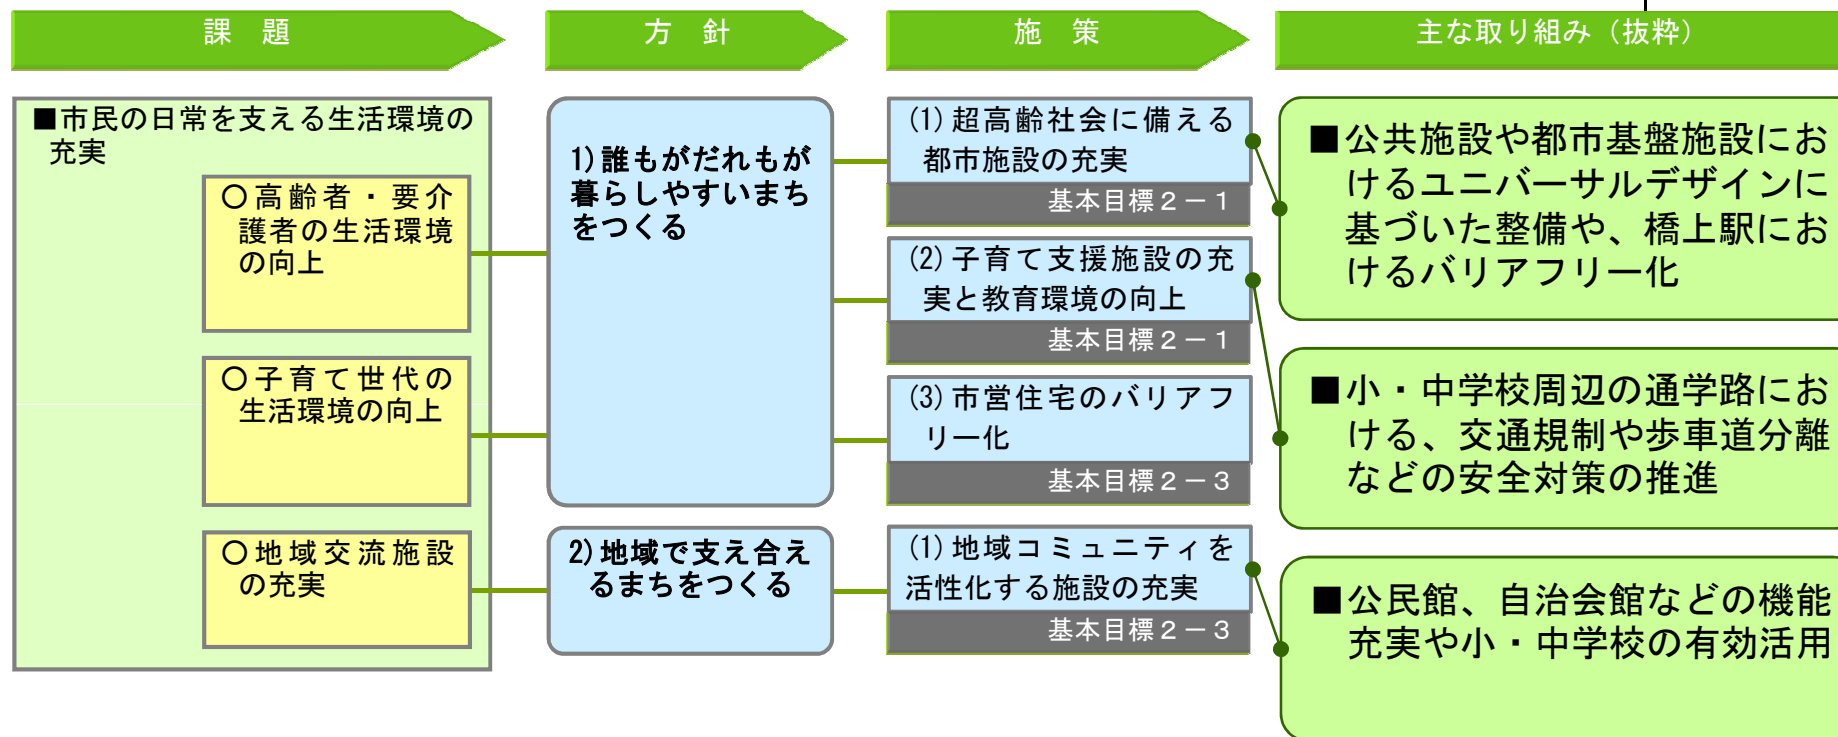 課 題
方 針
施 策
主な取り組み（抜粋）
■市民の日常を支える生活環境の
充実
〇高齢者・要介
護者の生活環境
の向上
〇子育て世代の
生活環境の向上
〇地域交流施設
の充実
1)誰もがだれもが
暮らしやすいまち
をつくる
2)地域で支え合え
るまちをつくる
(1)超高齢社会に備える
都市施設の充実
基本目標２－１
(2)子育て支援施設の充
実と教育環境の向上
基本目標２－１
(3)市営住宅のバリアフ
リー化
基本目標２－３
(1)地域コミュニティを
活性化する施設の充実
基本目標２－３
■公共施設や都市基盤施設にお
けるユニバーサルデザインに
基づいた整備や、橋上駅にお
けるバリアフリー化
■小・中学校周辺の通学路にお
ける、交通規制や歩車道分離
などの安全対策の推進
■公民館、自治会館などの機能
充実や小・中学校の有効活用